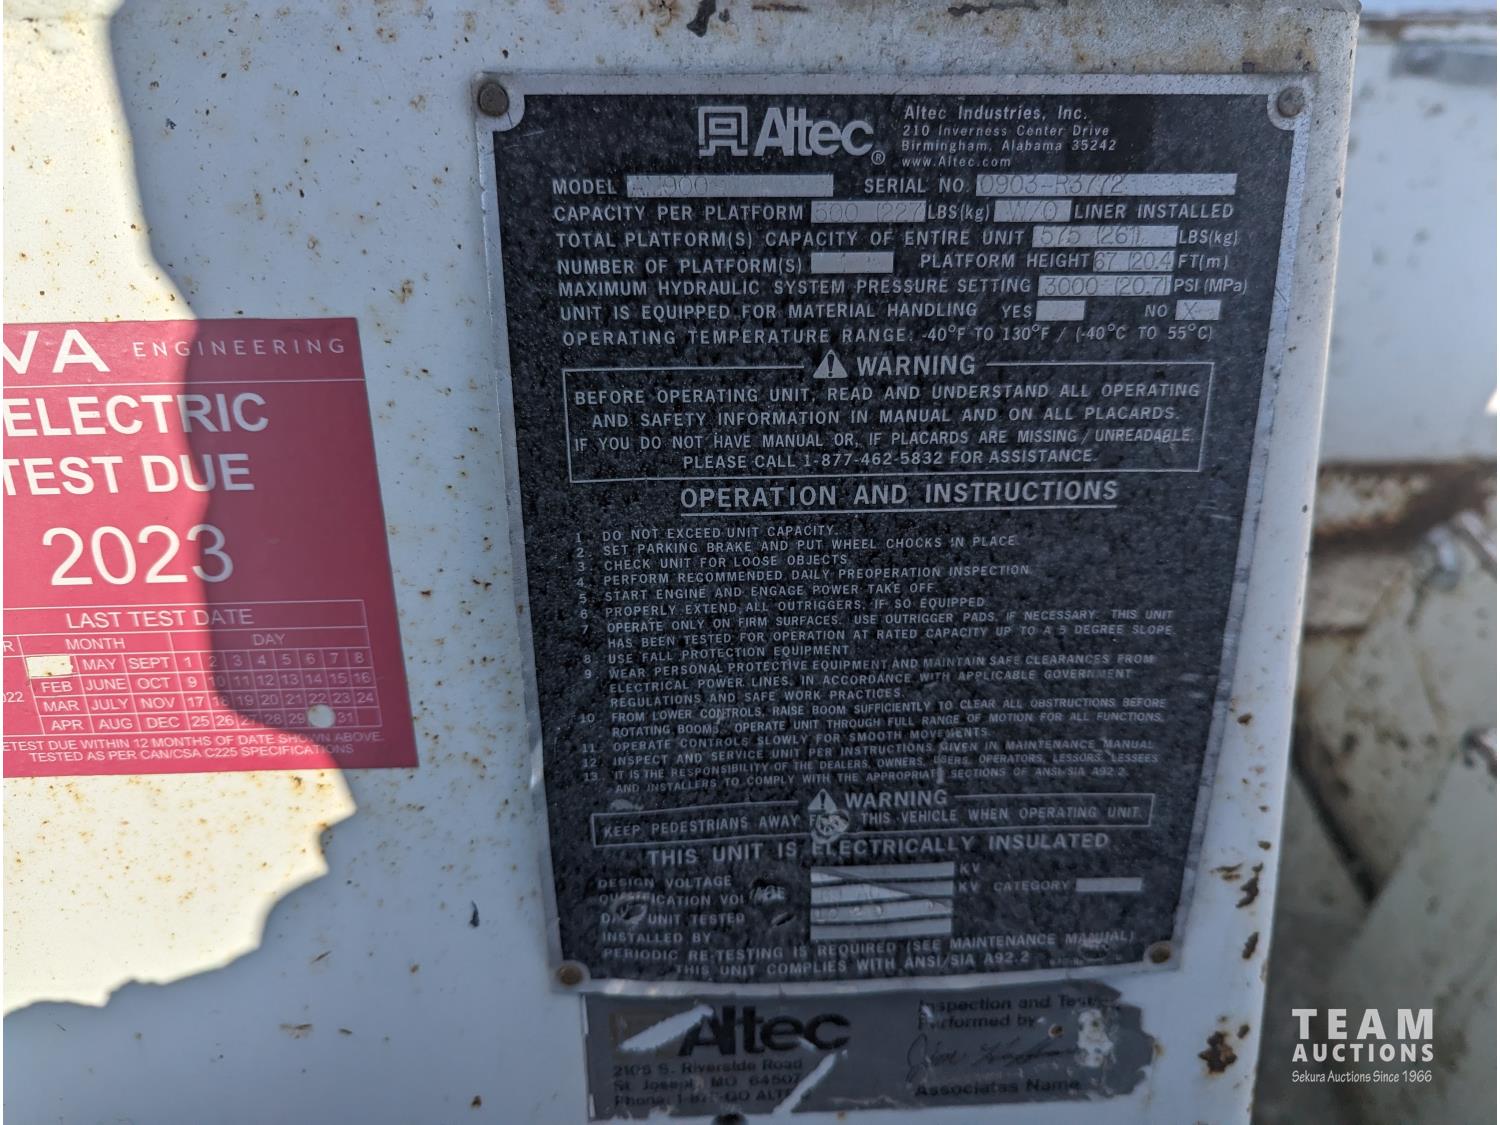 VA ENGINEERING
ELECTRIC
TEST DUE
2023
LAST TEST DATE
MONTH DAY
MAY SEPT 1 2 3 4 5 6 7 8
FEB JUNE OCT 9 10 11 12 13 14 15 16
MAR JULY NOV 17 18 19 20 21 22 23 24
APR AUG DEC 25 26 27 28 29 31
ETEST DUE WITHIN 12 MONTHS OF DATE SHOWN ABOVE.
TESTED AS PER CAN/CSA C225 SPECIFICATIONS
Altec®
Altec Industries, Inc.
210 Inverness Center Drive
Birmingham, Alabama 35242
www.Altec.com
MODEL SERIAL NO. 0903-R3772
CAPACITY PER PLATFORM 500 (227 LBS(kg) W/O LINER INSTALLED
TOTAL PLATFORM(S) CAPACITY OF ENTIRE UNIT 575 (261) LBS(kg)
NUMBER OF PLATFORM(S) 1 PLATFORM HEIGHT 67 (20.4 FT(m)
MAXIMUM HYDRAULIC SYSTEM PRESSURE SETTING 3000 (20.7) PSI (MPa)
UNIT IS EQUIPPED FOR MATERIAL HANDLING YES NO X
OPERATING TEMPERATURE RANGE: -40°F TO 130°F / (-40°C TO 55°C)
WARNING
BEFORE OPERATING UNIT, READ AND UNDERSTAND ALL OPERATING
AND SAFETY INFORMATION IN MANUAL AND ON ALL PLACARDS.
IF YOU DO NOT HAVE MANUAL OR, IF PLACARDS ARE MISSING / UNREADABLE,
PLEASE CALL 1-877-462-5832 FOR ASSISTANCE.
OPERATION AND INSTRUCTIONS
1. DO NOT EXCEED UNIT CAPACITY.
2. SET PARKING BRAKE AND PUT WHEEL CHOCKS IN PLACE.
3. CHECK UNIT FOR LOOSE OBJECTS.
4. PERFORM RECOMMENDED DAILY PREOPERATION INSPECTION.
5. START ENGINE AND ENGAGE POWER TAKE OFF.
6. PROPERLY EXTEND ALL OUTRIGGERS, IF SO EQUIPPED.
7. OPERATE ONLY ON FIRM SURFACES. USE OUTRIGGER PADS, IF NECESSARY. THIS UNIT
HAS BEEN TESTED FOR OPERATION AT RATED CAPACITY UP TO A 5 DEGREE SLOPE.
8. USE FALL PROTECTION EQUIPMENT.
9. WEAR PERSONAL PROTECTIVE EQUIPMENT AND MAINTAIN SAFE CLEARANCES FROM
ELECTRICAL POWER LINES, IN ACCORDANCE WITH APPLICABLE GOVERNMENT
REGULATIONS AND SAFE WORK PRACTICES.
10. FROM LOWER CONTROLS, RAISE BOOM SUFFICIENTLY TO CLEAR ALL OBSTRUCTIONS BEFORE
ROTATING BOOMS. OPERATE UNIT THROUGH FULL RANGE OF MOTION FOR ALL FUNCTIONS.
11. OPERATE CONTROLS SLOWLY FOR SMOOTH MOVEMENTS.
12. INSPECT AND SERVICE UNIT PER INSTRUCTIONS GIVEN IN MAINTENANCE MANUAL.
13. IT IS THE RESPONSIBILITY OF THE DEALERS, OWNERS, USERS, OPERATORS, LESSORS, LESSEES
AND INSTALLERS TO COMPLY WITH THE APPROPRIATE SECTIONS OF ANSI/SIA A92.2.
WARNING
KEEP PEDESTRIANS AWAY THIS VEHICLE WHEN OPERATING UNIT.
THIS UNIT IS ELECTRICALLY INSULATED
DESIGN VOLTAGE KV
QUALIFICATION VOLTAGE KV CATEGORY
DATE UNIT TESTED
INSTALLED BY
PERIODIC RE-TESTING IS REQUIRED (SEE MAINTENANCE MANUAL)
THIS UNIT COMPLIES WITH ANSI/SIA A92.2
Altec
2106 S. Riverside Road
St. Joseph, MO 64507
Inspection and
Performed by
Associates Name
TEAM
AUCTIONS
Sekura Auctions Since 1966